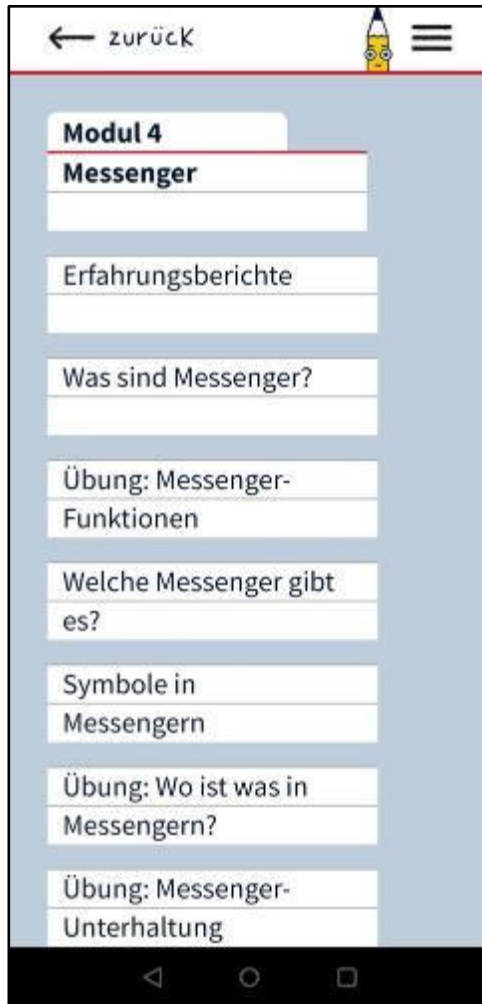 zurück
Modul 4
Messenger
Erfahrungsberichte
Was sind Messenger?
Übung: Messenger-
Funktionen
Welche Messenger gibt
es?
Symbole in
Messengern
Übung: Wo ist was in
Messengern?
Übung: Messenger-
Unterhaltung